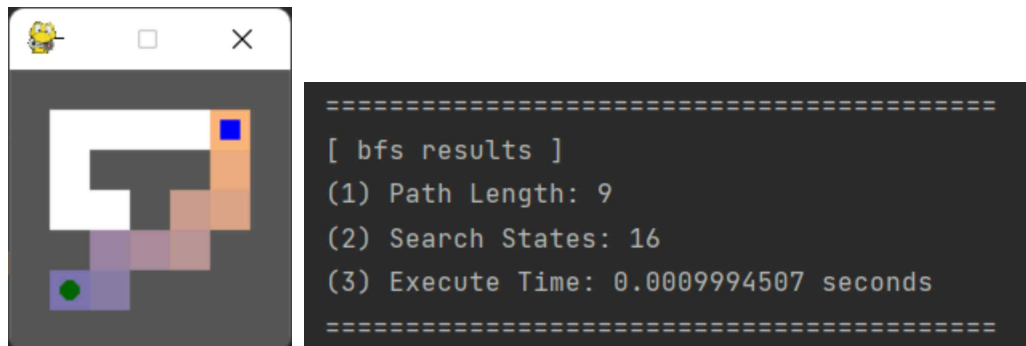 ==========================================
[ bfs results ]
(1) Path Length: 9
(2) Search States: 16
(3) Execute Time: 0.0009994507 seconds
==========================================